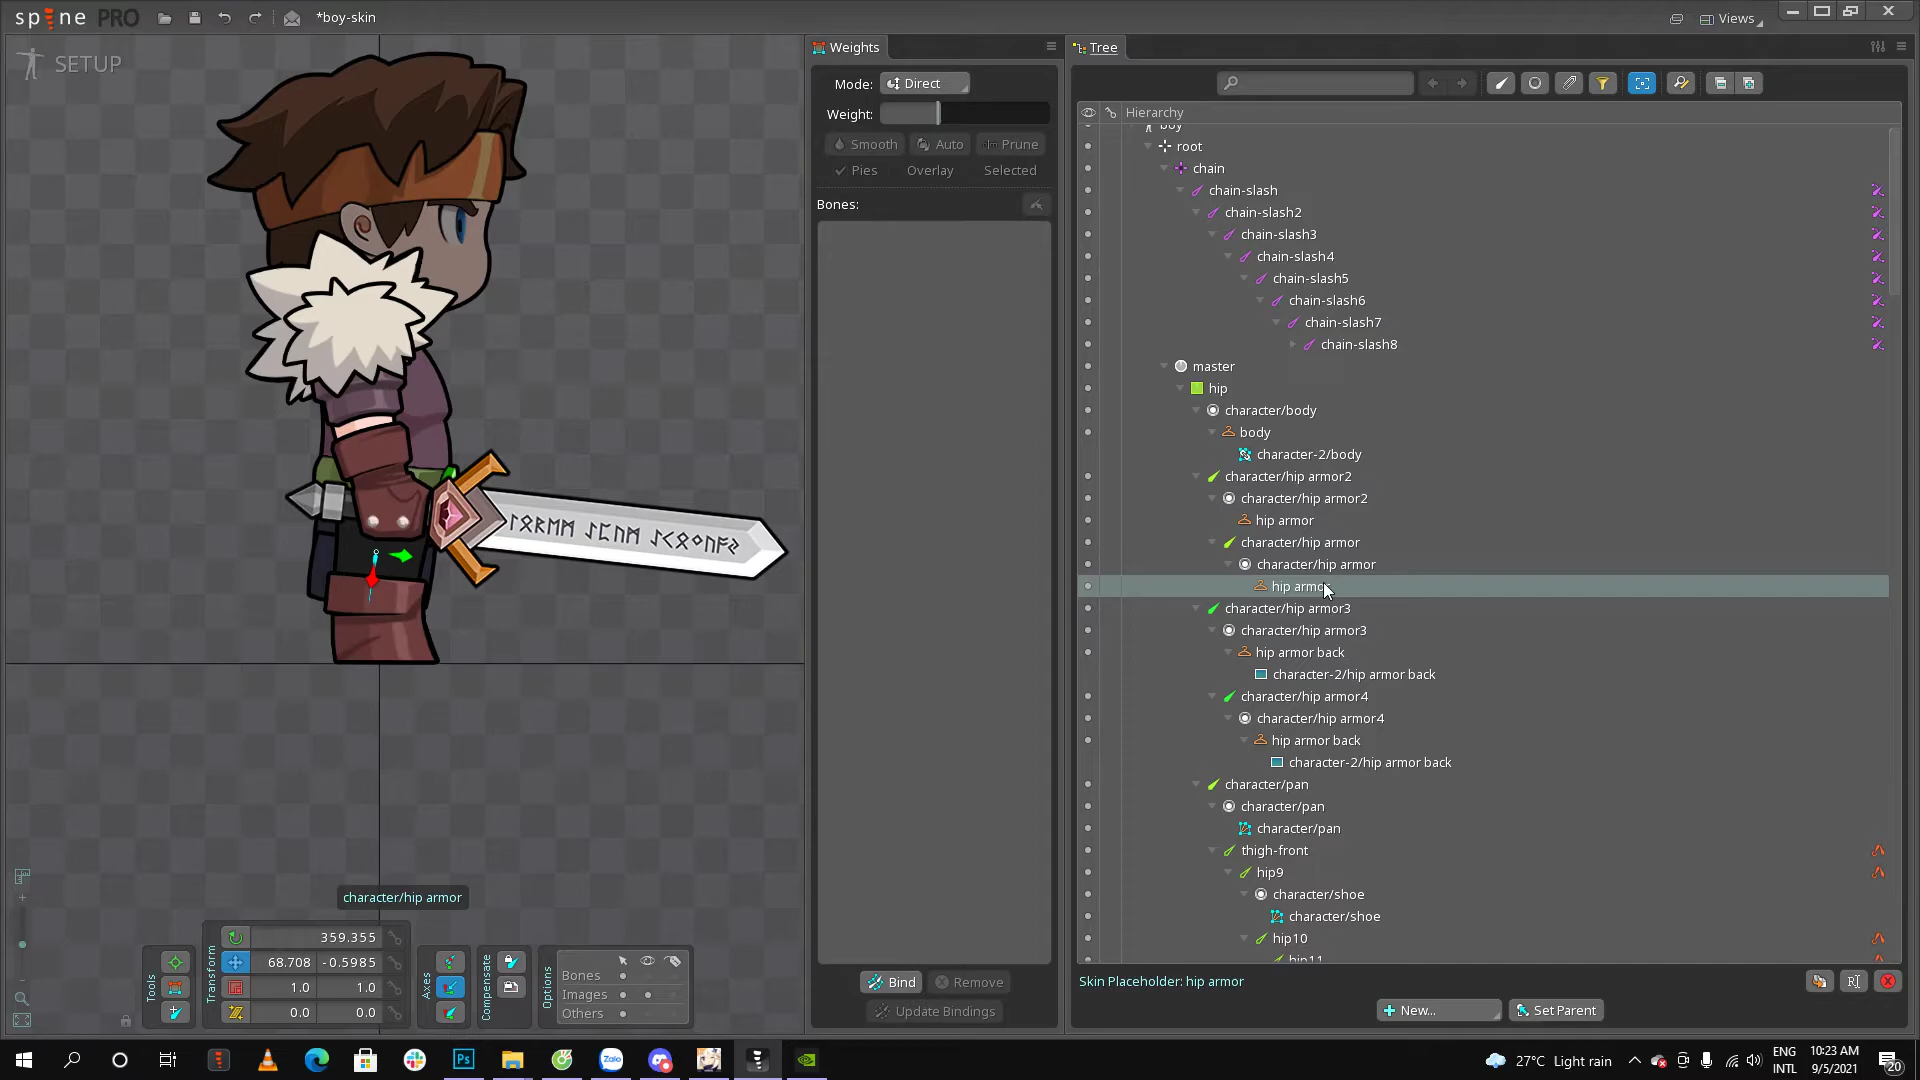 spine PRO
*boy-skin
Views
SETUP
Weights
Tree
Mode:
Direct
Weight:
Smooth
Auto
Prune
Pies
Overlay
Selected
Bones:
Hierarchy
boy
root
chain
chain-slash
chain-slash2
chain-slash3
chain-slash4
chain-slash5
chain-slash6
chain-slash7
chain-slash8
master
hip
character/body
body
character-2/body
character/hip armor2
character/hip armor2
hip armor
character/hip armor
character/hip armor
hip armor
character/hip armor3
character/hip armor3
hip armor back
character-2/hip armor back
character/hip armor4
character/hip armor4
hip armor back
character-2/hip armor back
character/pan
character/pan
character/pan
thigh-front
hip9
character/shoe
character/shoe
hip10
hip11
character/hip armor
Tools
Transform
359.355
68.708 -0.5985
1.0 1.0
0.0 0.0
Axes
Compensate
Options
Bones
Images
Others
Bind
Remove
Update Bindings
Skin Placeholder: hip armor
New...
Set Parent
Ps
27°C Light rain
ENG
INTL
10:23 AM
9/5/2021
20